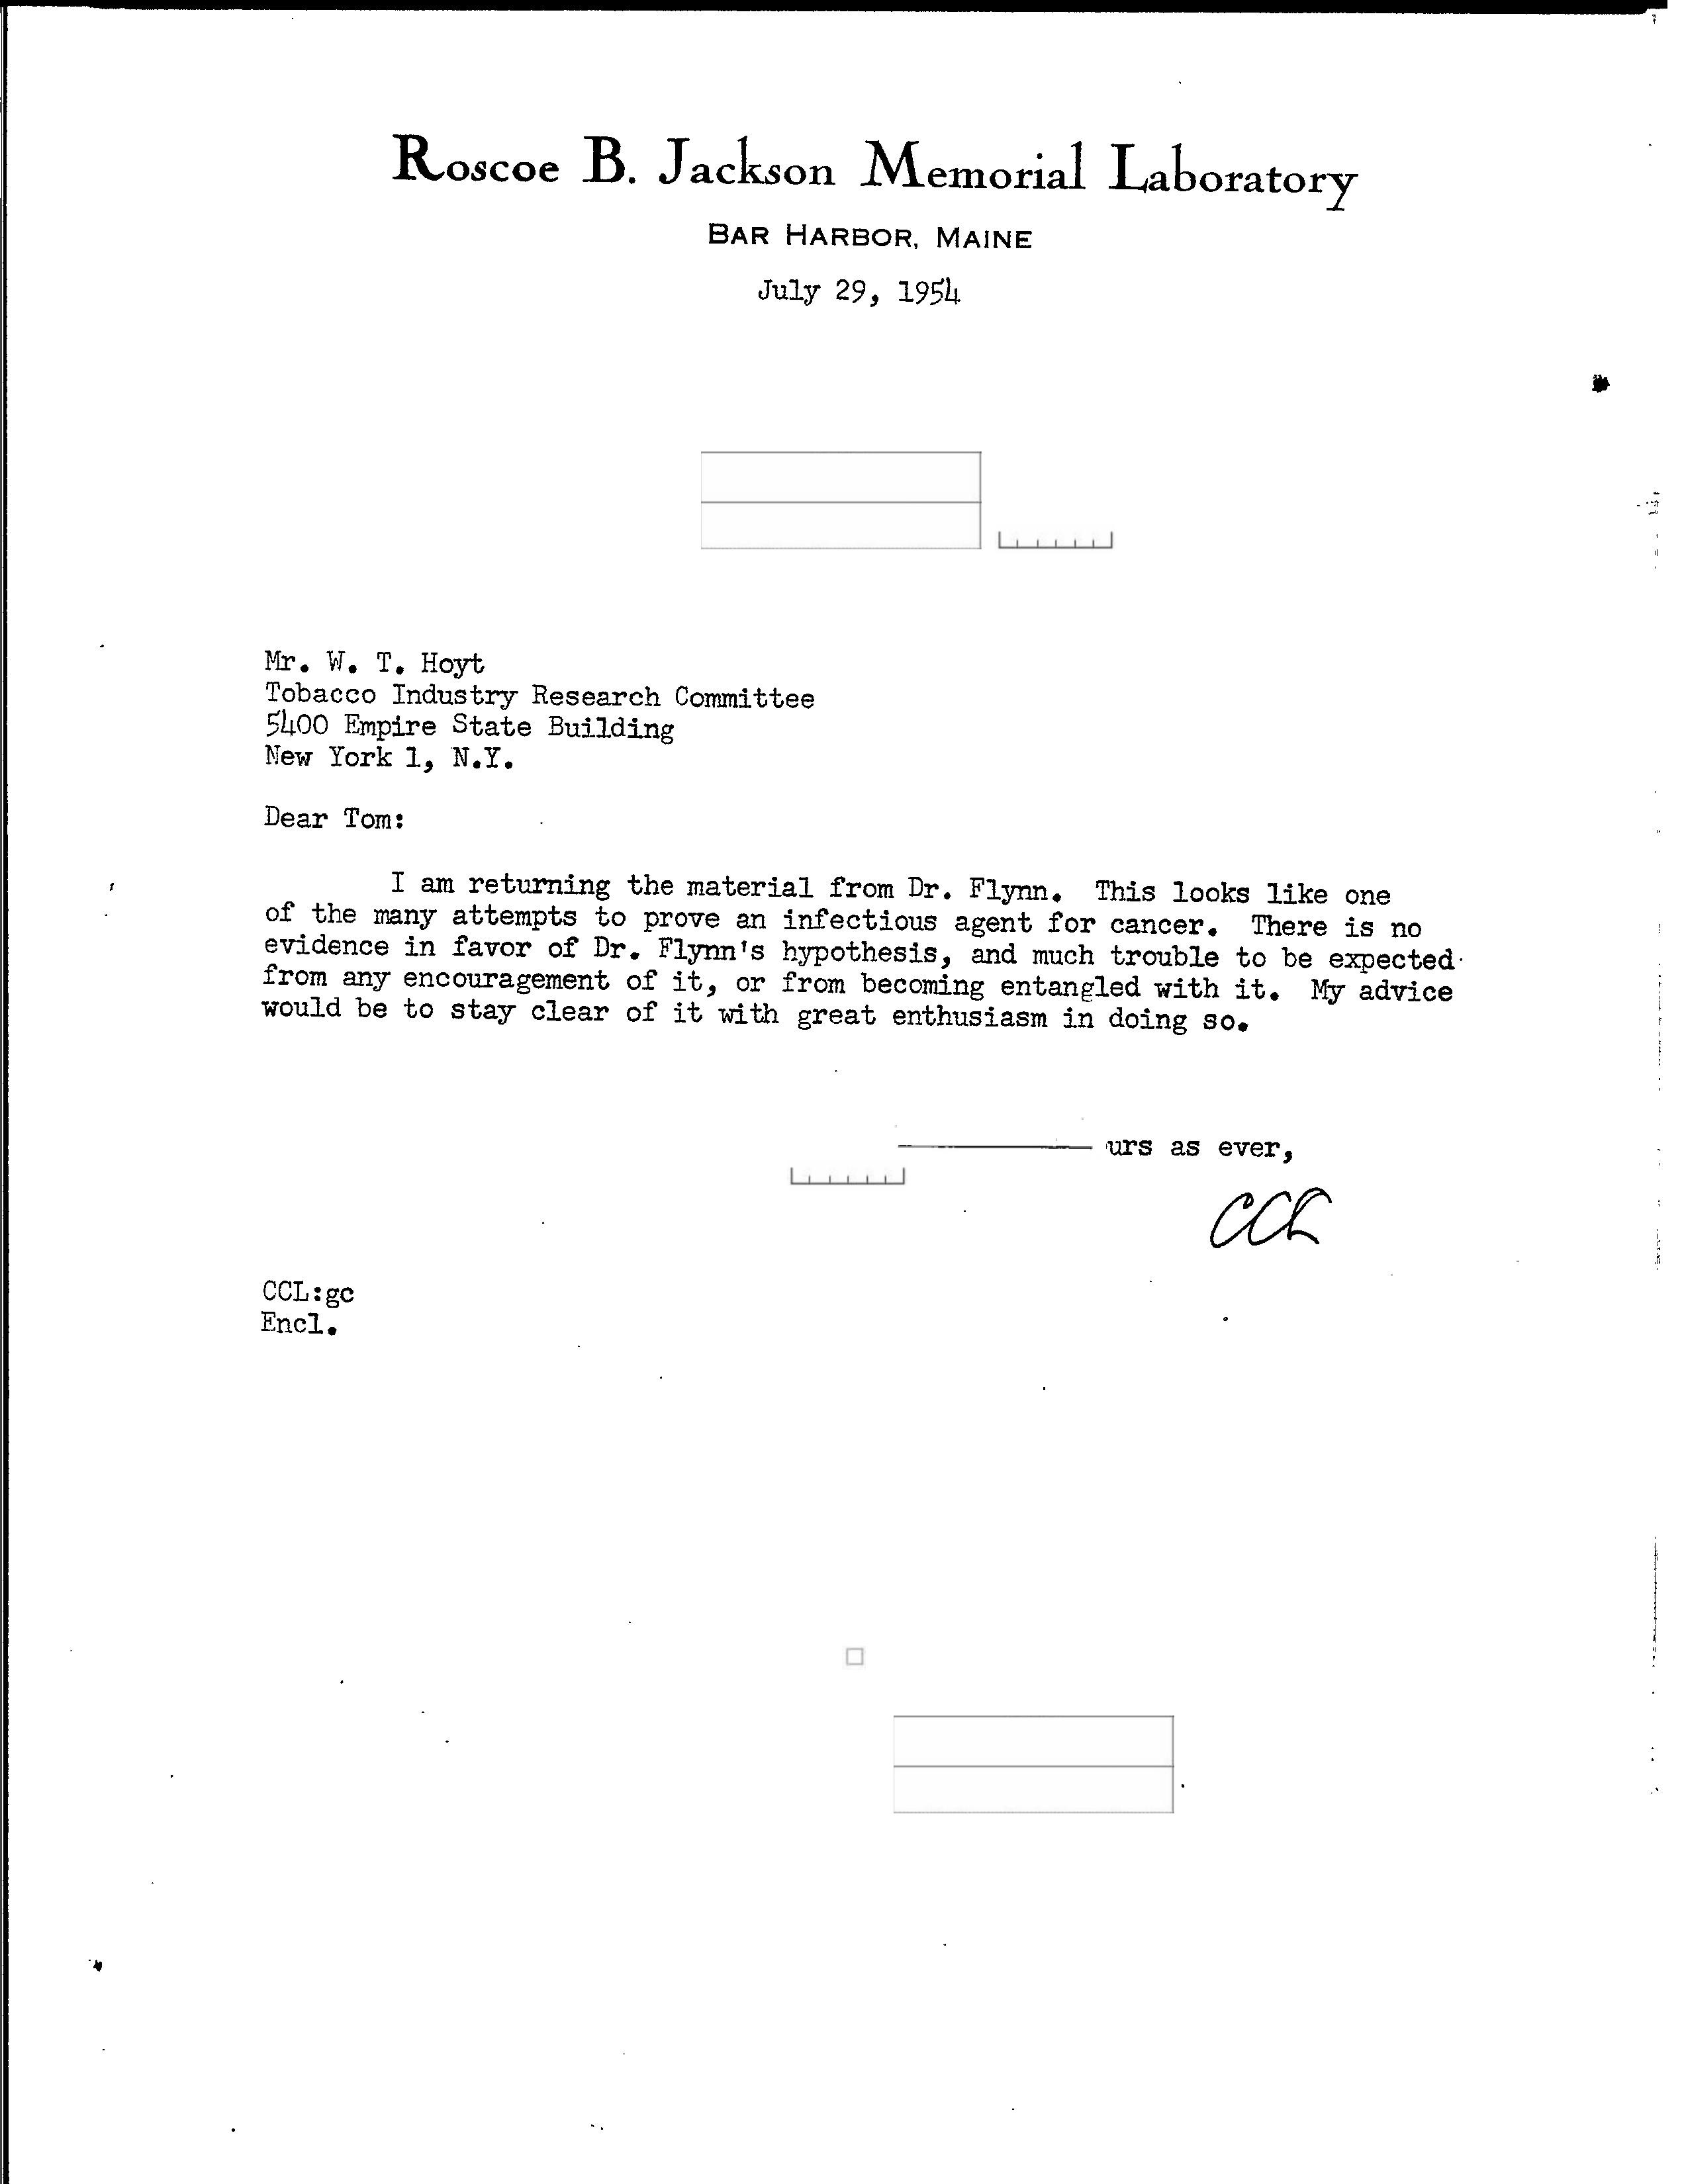 Roscoe B. Jackson Memorial Laboratory
BAR HARBOR, MAINE
July 29, 1954
Mr. W. T. Hoyt
Tobacco Industry Research Committee
5400 Empire State Building
New York 1, N.Y.
Dear Tom:
I am returning the material from Dr. Flynn. This looks like one
of the many attempts to prove an infectious agent for cancer. There is no
evidence in favor of Dr. Flynn's hypothesis, and much trouble to be expected
from any encouragement of it, or from becoming entangled with it. My advice
would be to stay clear of it with great enthusiasm in doing so.
urs as ever,
CCL
CCL:gc
Encl.